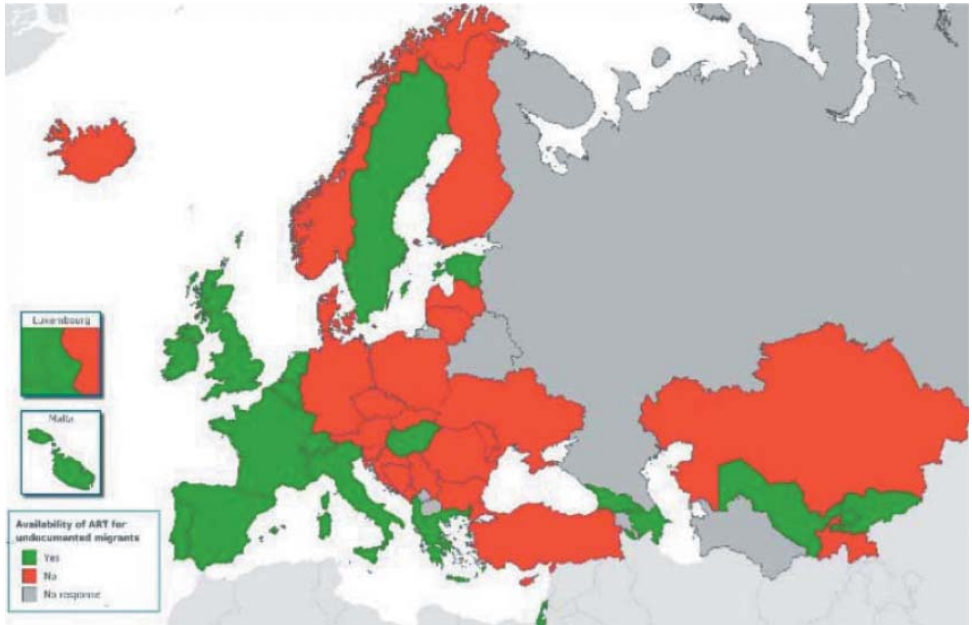 Luxembourg
Malta
Availability of ART for
undocumented migrants
Yes
No
No response